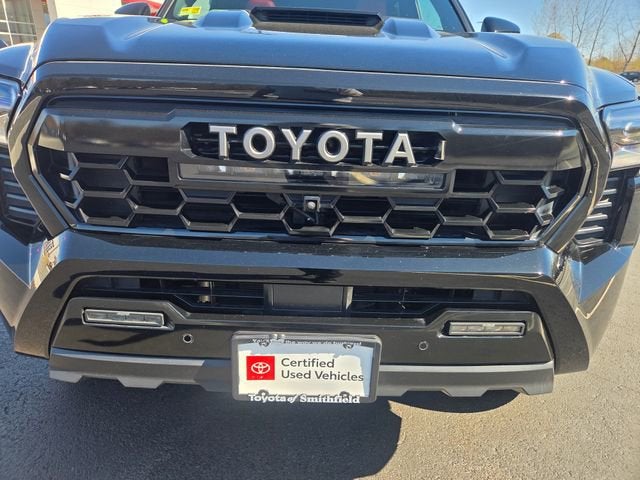 TOYOTA
Certified
Used Vehicles
Toyota of Smithfield